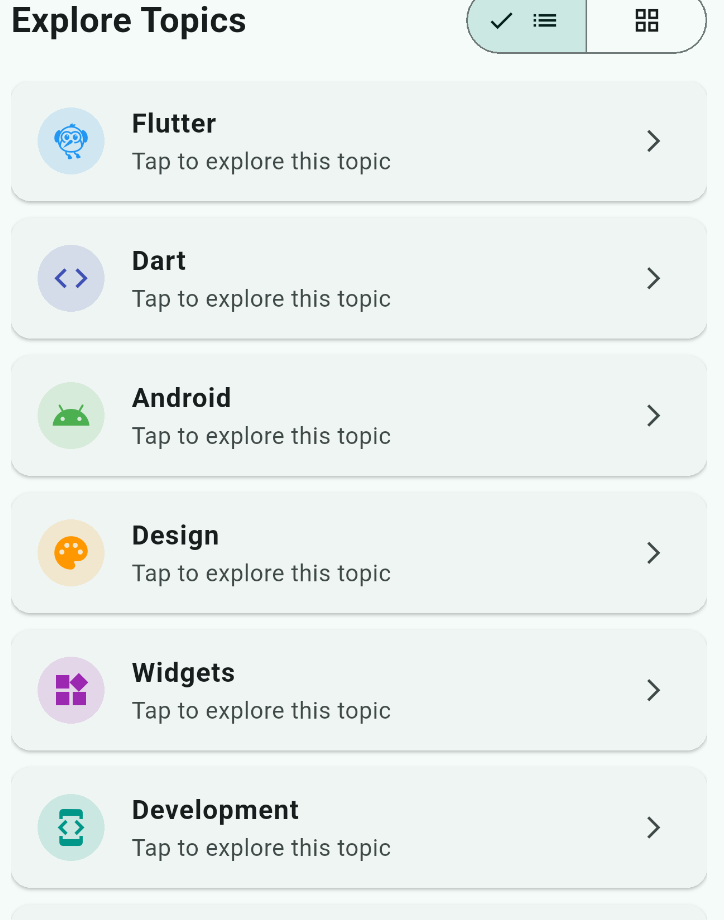 Explore Topics
Flutter
Tap to explore this topic
Dart
Tap to explore this topic
Android
Tap to explore this topic
Design
Tap to explore this topic
Widgets
Tap to explore this topic
Development
Tap to explore this topic